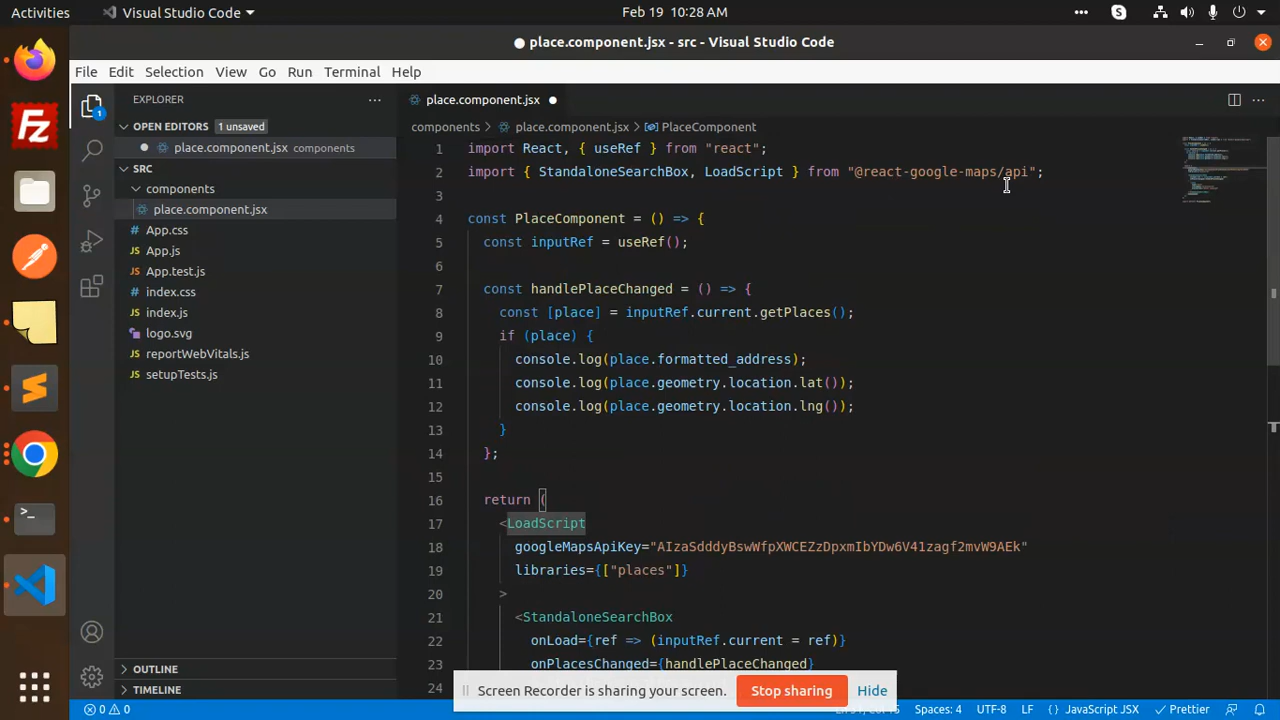 Activities
Visual Studio Code
Feb 19 10:28 AM
● place.component.jsx - src - Visual Studio Code
File Edit Selection View Go Run Terminal Help
EXPLORER
OPEN EDITORS 1 unsaved
place.component.jsx components
SRC
components
place.component.jsx
App.css
App.js
App.test.js
index.css
index.js
logo.svg
reportWebVitals.js
setupTests.js
OUTLINE
TIMELINE
place.component.jsx
components > place.component.jsx > PlaceComponent
1 import React, { useRef } from "react";
2 import { StandaloneSearchBox, LoadScript } from "@react-google-maps/api";
3
4 const PlaceComponent = () => {
5 const inputRef = useRef();
6
7 const handlePlaceChanged = () => {
8 const [place] = inputRef.current.getPlaces();
9 if (place) {
10 console.log(place.formatted_address);
11 console.log(place.geometry.location.lat());
12 console.log(place.geometry.location.lng());
13 }
14 };
15
16 return (
17 <LoadScript
18 googleMapsApiKey="AIzaSdddyBswWfpXWCEZzDpxmIbYDw6V41zagf2mvW9AEk"
19 libraries={["places"]}
20 >
21 <StandaloneSearchBox
22 onLoad={ref => (inputRef.current = ref)}
23 onPlacesChanged={handlePlaceChanged}
24
Screen Recorder is sharing your screen. Stop sharing Hide
0 0
Spaces: 4 UTF-8 LF { } JavaScript JSX Prettier